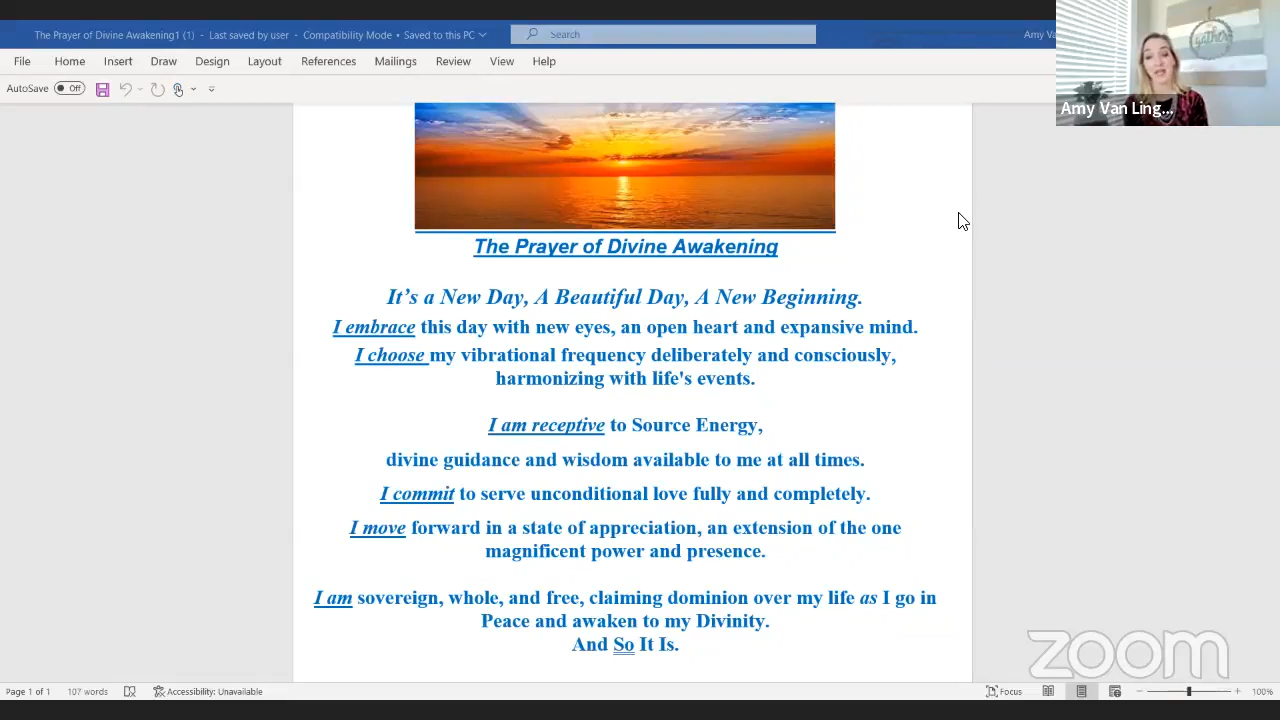 The Prayer of Divine Awakening1 (1) - Last saved by user - Compatibility Mode • Saved to this PC
Search
Amy Va
gather
Amy Van Ling...
File Home Insert Draw Design Layout References Mailings Review View Help
AutoSave Off
The Prayer of Divine Awakening
It's a New Day, A Beautiful Day, A New Beginning.
I embrace this day with new eyes, an open heart and expansive mind.
I choose my vibrational frequency deliberately and consciously,
harmonizing with life's events.
I am receptive to Source Energy,
divine guidance and wisdom available to me at all times.
I commit to serve unconditional love fully and completely.
I move forward in a state of appreciation, an extension of the one
magnificent power and presence.
I am sovereign, whole, and free, claiming dominion over my life as I go in
Peace and awaken to my Divinity.
And So It Is.
zoom
Page 1 of 1 107 words Accessibility: Unavailable Focus 100%